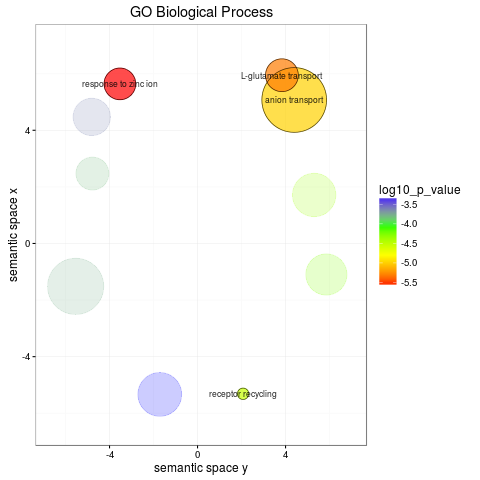 GO Biological Process
L-glutamate transport
response to zinc ion
anion transport
4
0
-4
semantic space x
receptor recycling
-4
0
4
semantic space y
log10_p_value
-3.5
-4.0
-4.5
-5.0
-5.5